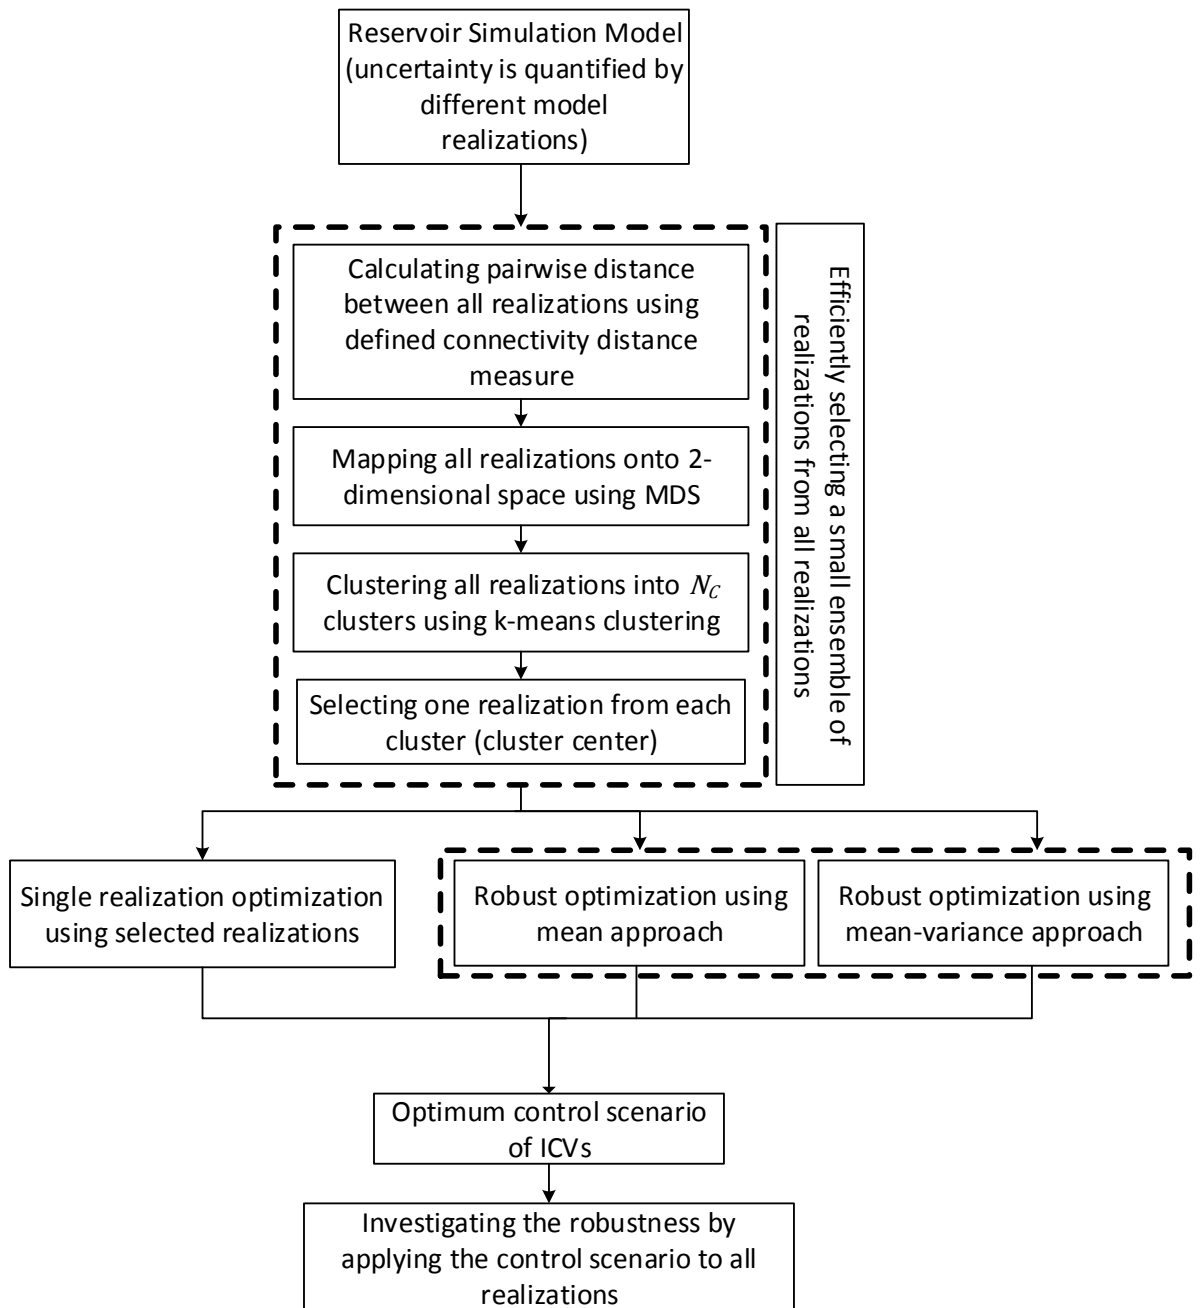 Reservoir Simulation Model
(uncertainty is quantified by
different model
realizations)
Calculating pairwise distance
between all realizations using
defined connectivity distance
measure
Mapping all realizations onto 2-
dimensional space using MDS
Clustering all realizations into N_C
clusters using k-means clustering
Selecting one realization from each
cluster (cluster center)
Efficiently selecting a small ensemble of
realizations from all realizations
Single realization optimization
using selected realizations
Robust optimization using
mean approach
Robust optimization using
mean-variance approach
Optimum control scenario
of ICVs
Investigating the robustness by
applying the control scenario to all
realizations